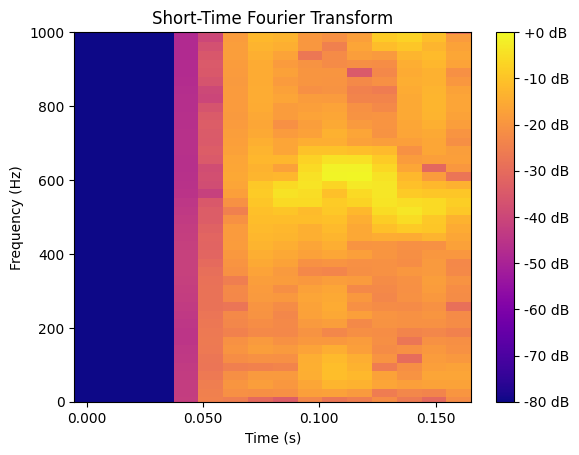 Short-Time Fourier Transform
1000
800
600
400
200
0
Frequency (Hz)
0.000
0.050
0.100
0.150
Time (s)
+0 dB
-10 dB
-20 dB
-30 dB
-40 dB
-50 dB
-60 dB
-70 dB
-80 dB